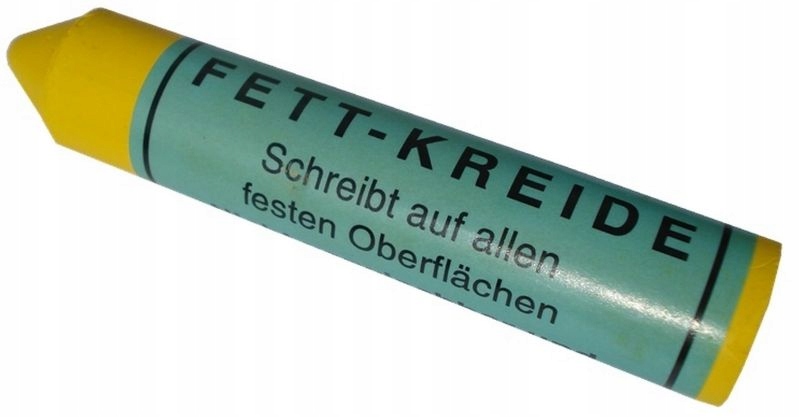 FETT-KREIDE
Schreibt auf allen
festen Oberflächen